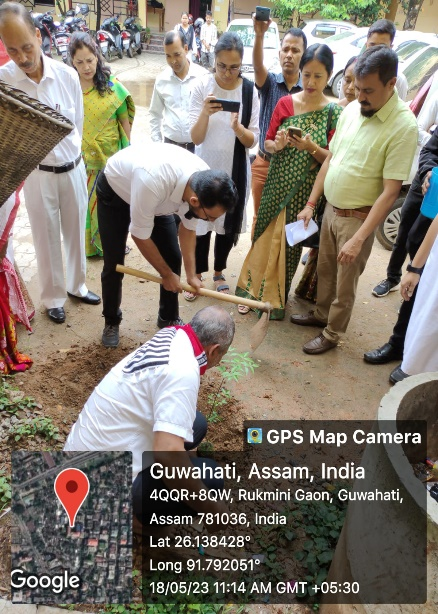 GPS Map Camera
Guwahati, Assam, India
4QQR+8QW, Rukmini Gaon, Guwahati,
Assam 781036, India
Lat 26.138428°
Long 91.792051°
18/05/23 11:14 AM GMT +05:30
Google